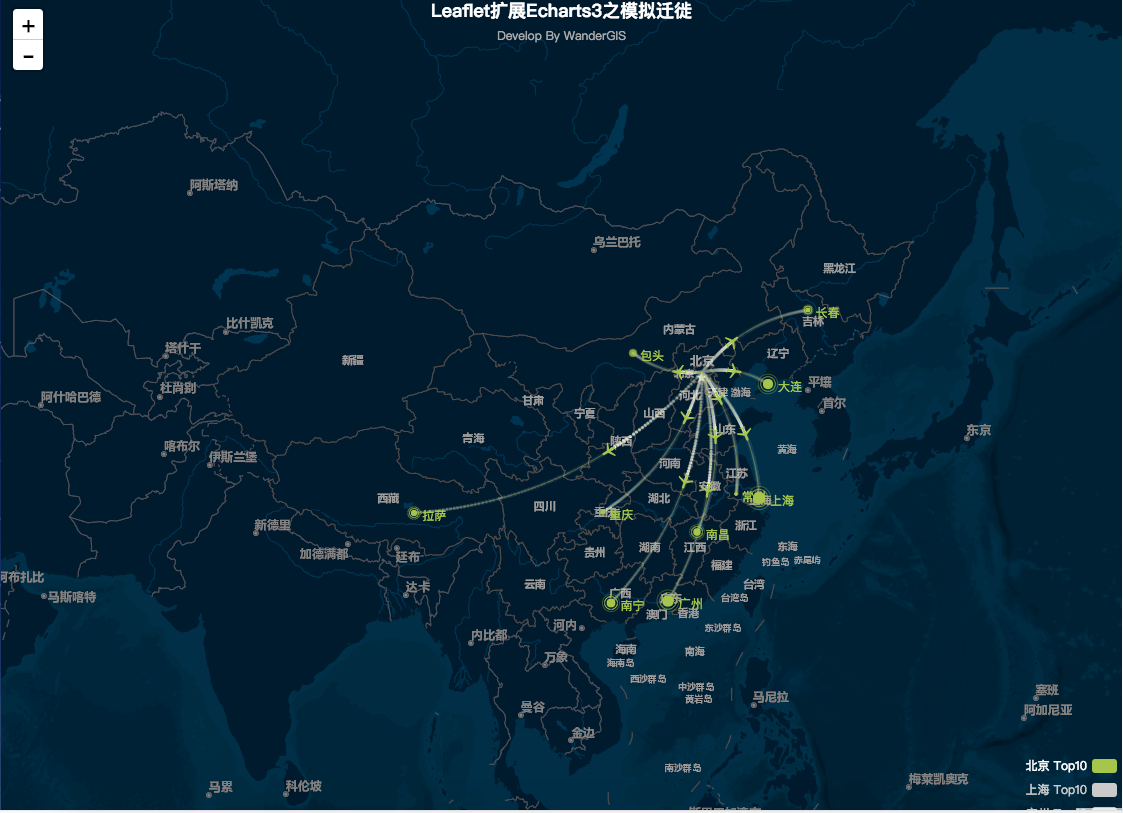 Leaflet扩展Echarts3之模拟迁徙
Develop By WanderGIS
+
-
阿斯塔纳
乌兰巴托
黑龙江
长春
吉林
比什凯克
内蒙古
塔什干
新疆
包头
北京
辽宁
平壤
大连
杜尚别
阿什哈巴德
河北
天津
渤海
首尔
甘肃
宁夏
山西
山东
东京
青海
陕西
喀布尔
伊斯兰堡
黄海
河南
江苏
西藏
拉萨
四川
湖北
安徽
常
上海
重庆
新德里
浙江
南昌
加德满都
廷布
贵州
湖南
江西
东海
钓鱼岛
赤尾屿
福建
阿布扎比
马斯喀特
达卡
云南
台湾
台湾岛
广西
南宁
广州
澳门
香港
河内
东沙群岛
内比都
海南
海南岛
南海
万象
西沙群岛
中沙群岛
黄岩岛
马尼拉
塞班
阿加尼亚
曼谷
金边
南沙群岛
梅莱凯奥克
马累
科伦坡
北京 Top10
上海 Top10